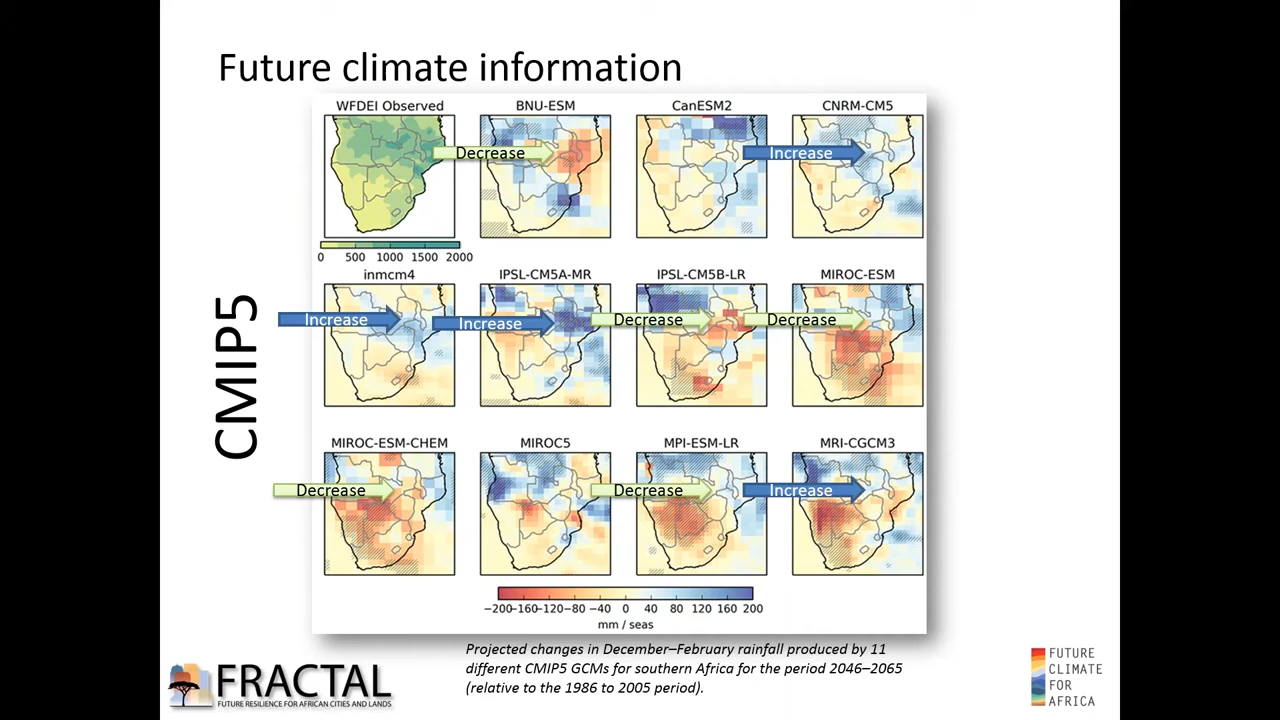 Future climate information
WFDEI Observed
BNU-ESM
CanESM2
CNRM-CM5
Decrease
Increase
0 500 1000 1500 2000
inmcm4
IPSL-CM5A-MR
IPSL-CM5B-LR
MIROC-ESM
Increase
Increase
Decrease
Decrease
CMIP5
MIROC-ESM-CHEM
MIROC5
MPI-ESM-LR
MRI-CGCM3
Decrease
Decrease
Increase
−200−160−120−80 −40 0 40 80 120 160 200
mm / seas
Projected changes in December–February rainfall produced by 11
different CMIP5 GCMs for southern Africa for the period 2046–2065
(relative to the 1986 to 2005 period).
FRACTAL
FUTURE RESILIENCE FOR AFRICAN CITIES AND LANDS
FUTURE
CLIMATE
FOR
AFRICA